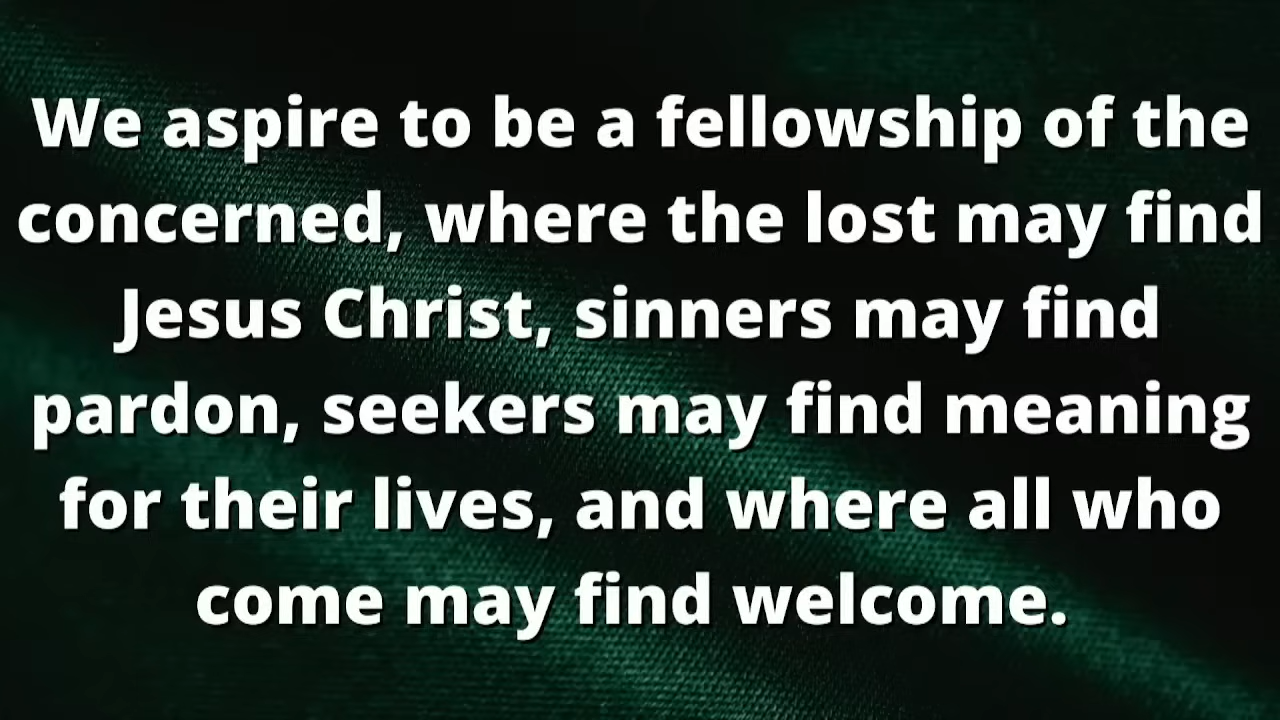 We aspire to be a fellowship of the
concerned, where the lost may find
Jesus Christ, sinners may find
pardon, seekers may find meaning
for their lives, and where all who
come may find welcome.